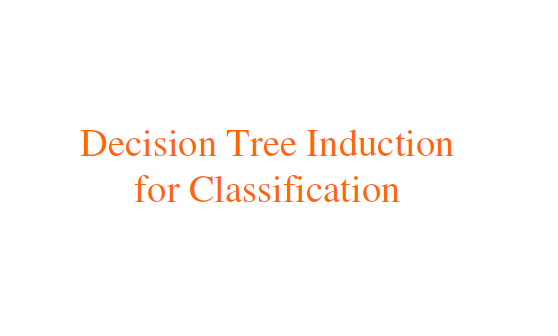 Decision Tree Induction
for Classification